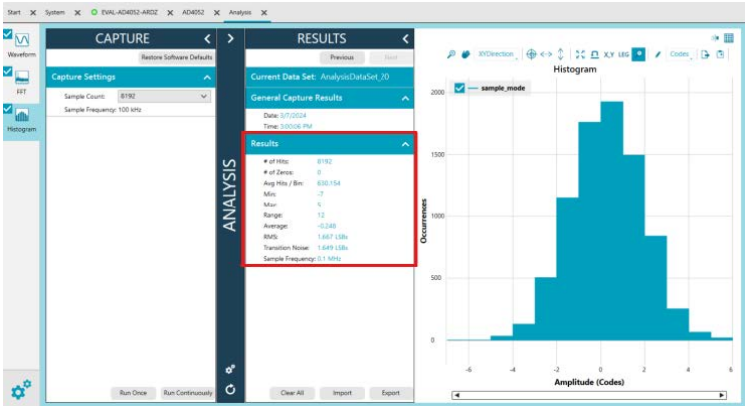 Start × System × EVAL-AD4052-ARDZ × AD4052 × Analysis ×
Waveform
FFT
Histogram
CAPTURE
Restore Software Defaults
Capture Settings
Sample Count: 8192
Sample Frequency: 100 kHz
Run Once Run Continuously
ANALYSIS
RESULTS
Previous Next
Current Data Set: AnalysisDataSet_20
General Capture Results
Date: 3/7/2024
Time: 3:00:06 PM
Results
# of Hits: 8192
# of Zeros: 0
Avg Hits / Bin: 630.154
Min: -7
Max: 5
Range: 12
Average: -0.248
RMS: 1.667 LSBs
Transition Noise: 1.649 LSBs
Sample Frequency: 0.1 MHz
Clear All Import Export
XYDirection X,Y LEG Codes
Histogram
sample_mode
2000
1500
1000
500
0
Occurrences
-6 -4 -2 0 2 4 6
Amplitude (Codes)